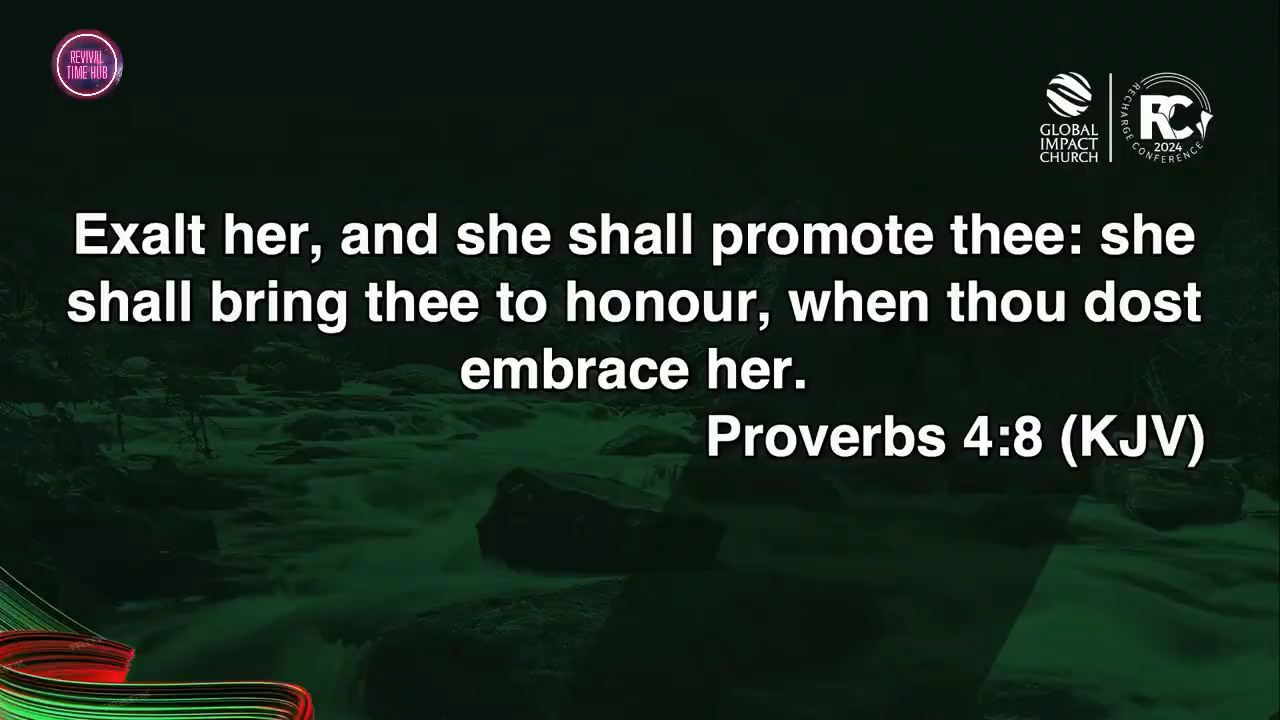 REVIVAL
TIME HUB
GLOBAL
IMPACT
CHURCH
RECHARGE CONFERENCE
RC
2024
Exalt her, and she shall promote thee: she
shall bring thee to honour, when thou dost
embrace her.
Proverbs 4:8 (KJV)